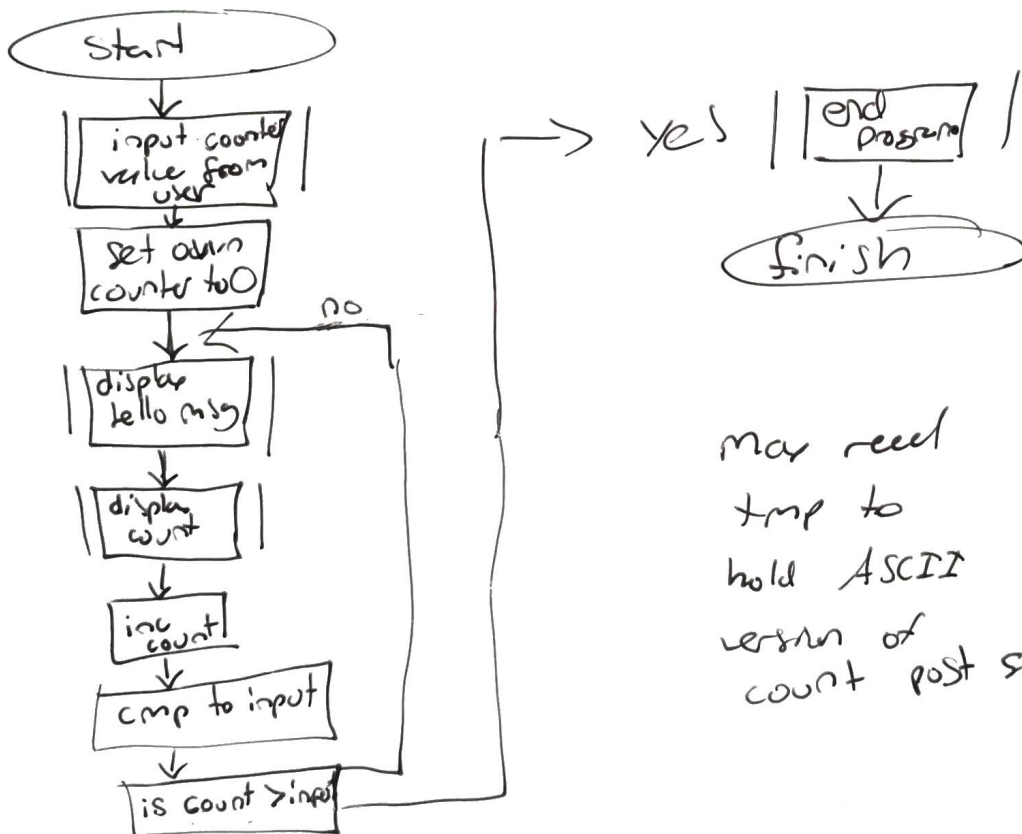 start
input counter
value from
user
set own
counter to 0
no
display
hello msg
display
count
inc
count
cmp to input
is count > input
yes
end
program
finish
may need
tmp to
hold ASCII
version of
count post